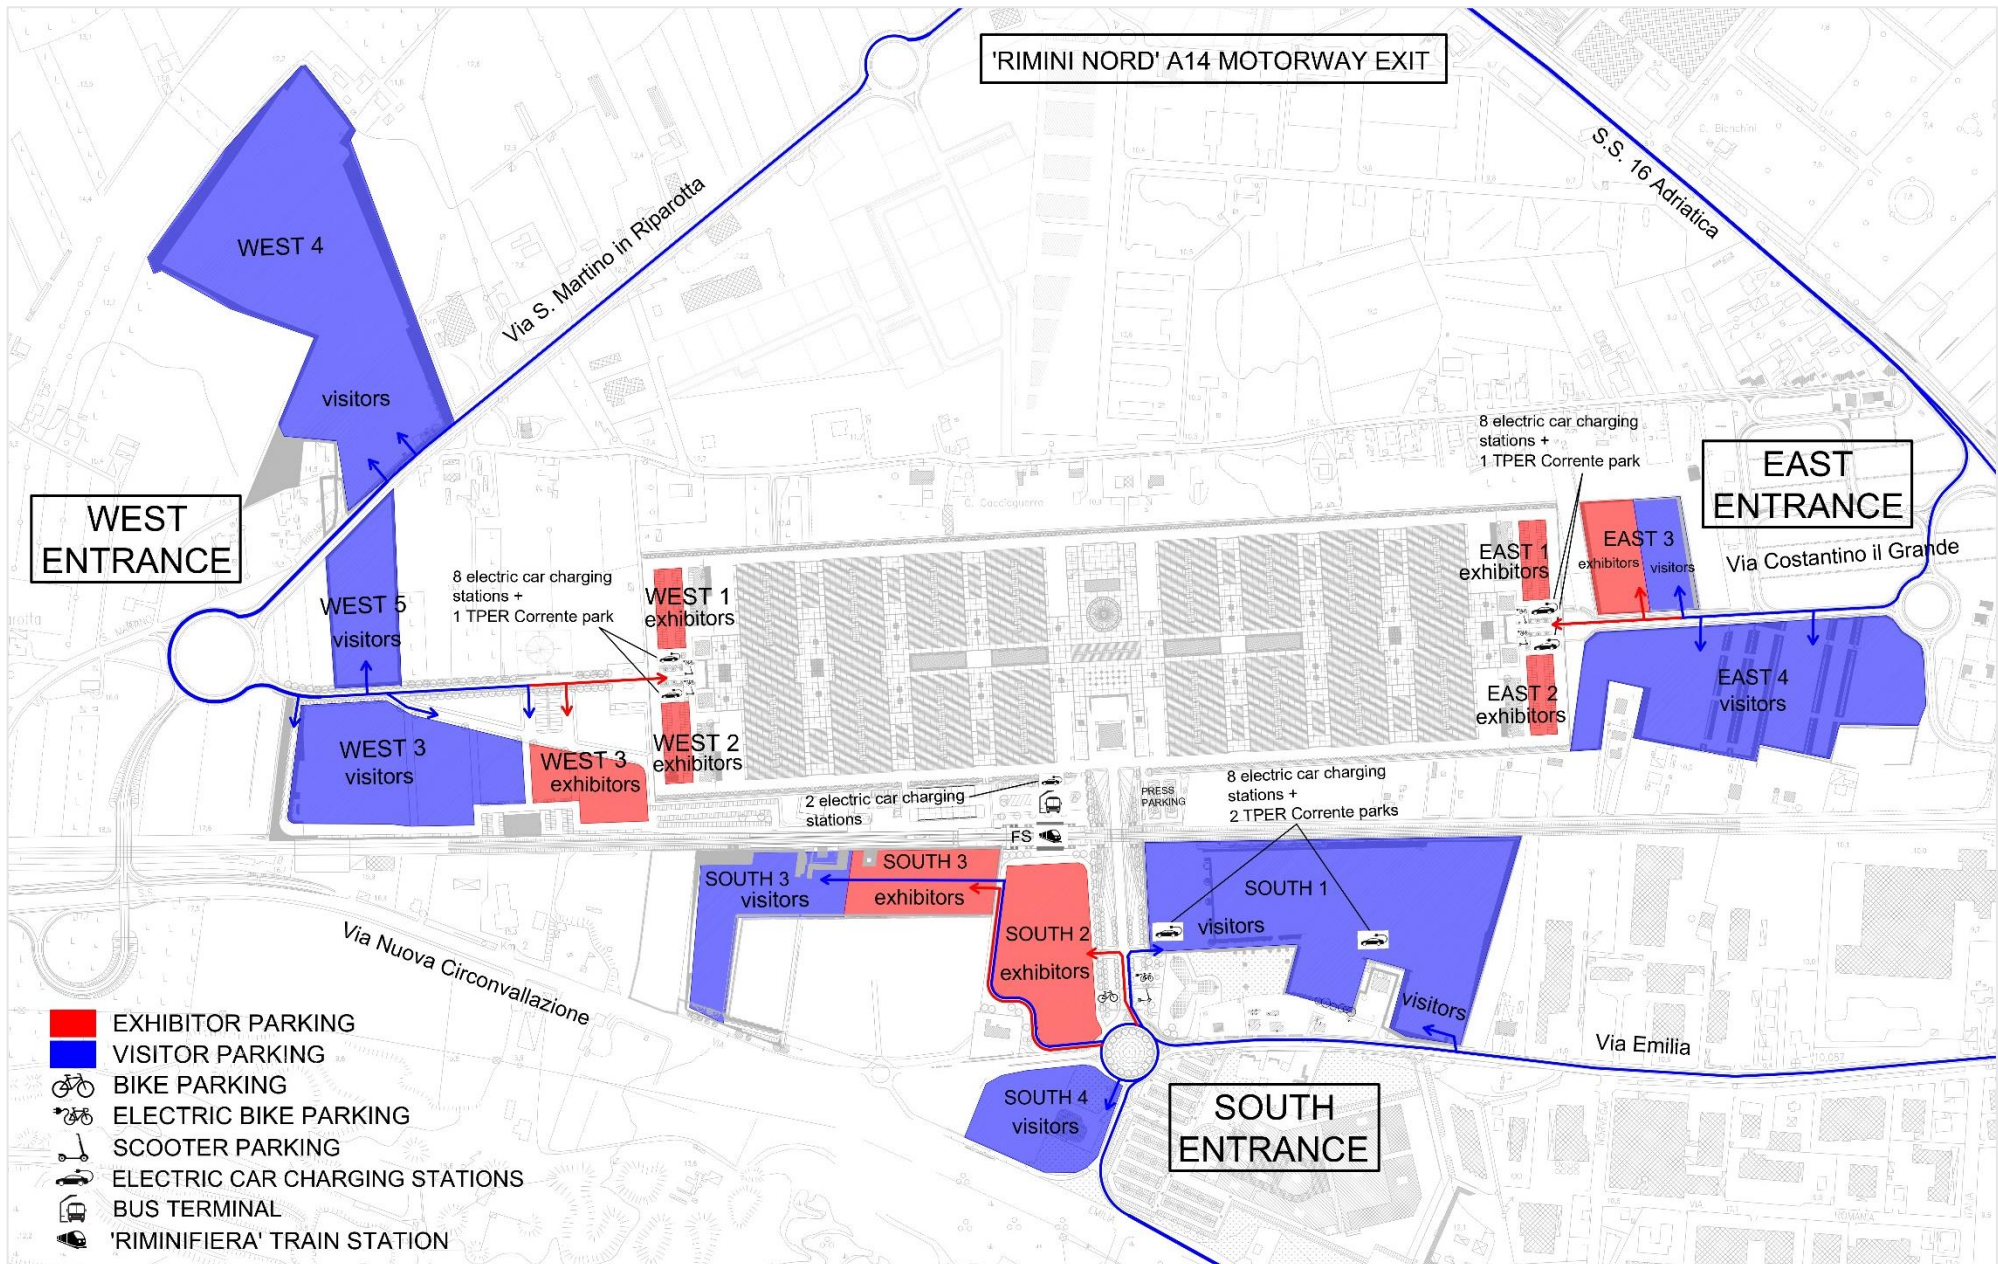 'RIMINI NORD' A14 MOTORWAY EXIT
S.S. 16 Adriatica
C. Bianchini
Via S. Martino in Riparotta
WEST 4
visitors
WEST
ENTRANCE
WEST 5
visitors
8 electric car charging
stations +
1 TPER Corrente park
WEST 1
exhibitors
WEST 2
exhibitors
WEST 3
visitors
WEST 3
exhibitors
8 electric car charging
stations +
1 TPER Corrente park
EAST
ENTRANCE
EAST 1
exhibitors
EAST 3
exhibitors
visitors
Via Costantino il Grande
EAST 2
exhibitors
EAST 4
visitors
2 electric car charging
stations
PRESS
PARKING
8 electric car charging
stations +
2 TPER Corrente parks
FS
SOUTH 3
visitors
SOUTH 3
exhibitors
SOUTH 2
exhibitors
SOUTH 1
visitors
visitors
Via Nuova Circonvallazione
Km. 2
Via Emilia
SOUTH 4
visitors
SOUTH
ENTRANCE
EMILIA
EXHIBITOR PARKING
VISITOR PARKING
BIKE PARKING
ELECTRIC BIKE PARKING
SCOOTER PARKING
ELECTRIC CAR CHARGING STATIONS
BUS TERMINAL
'RIMINIFIERA' TRAIN STATION